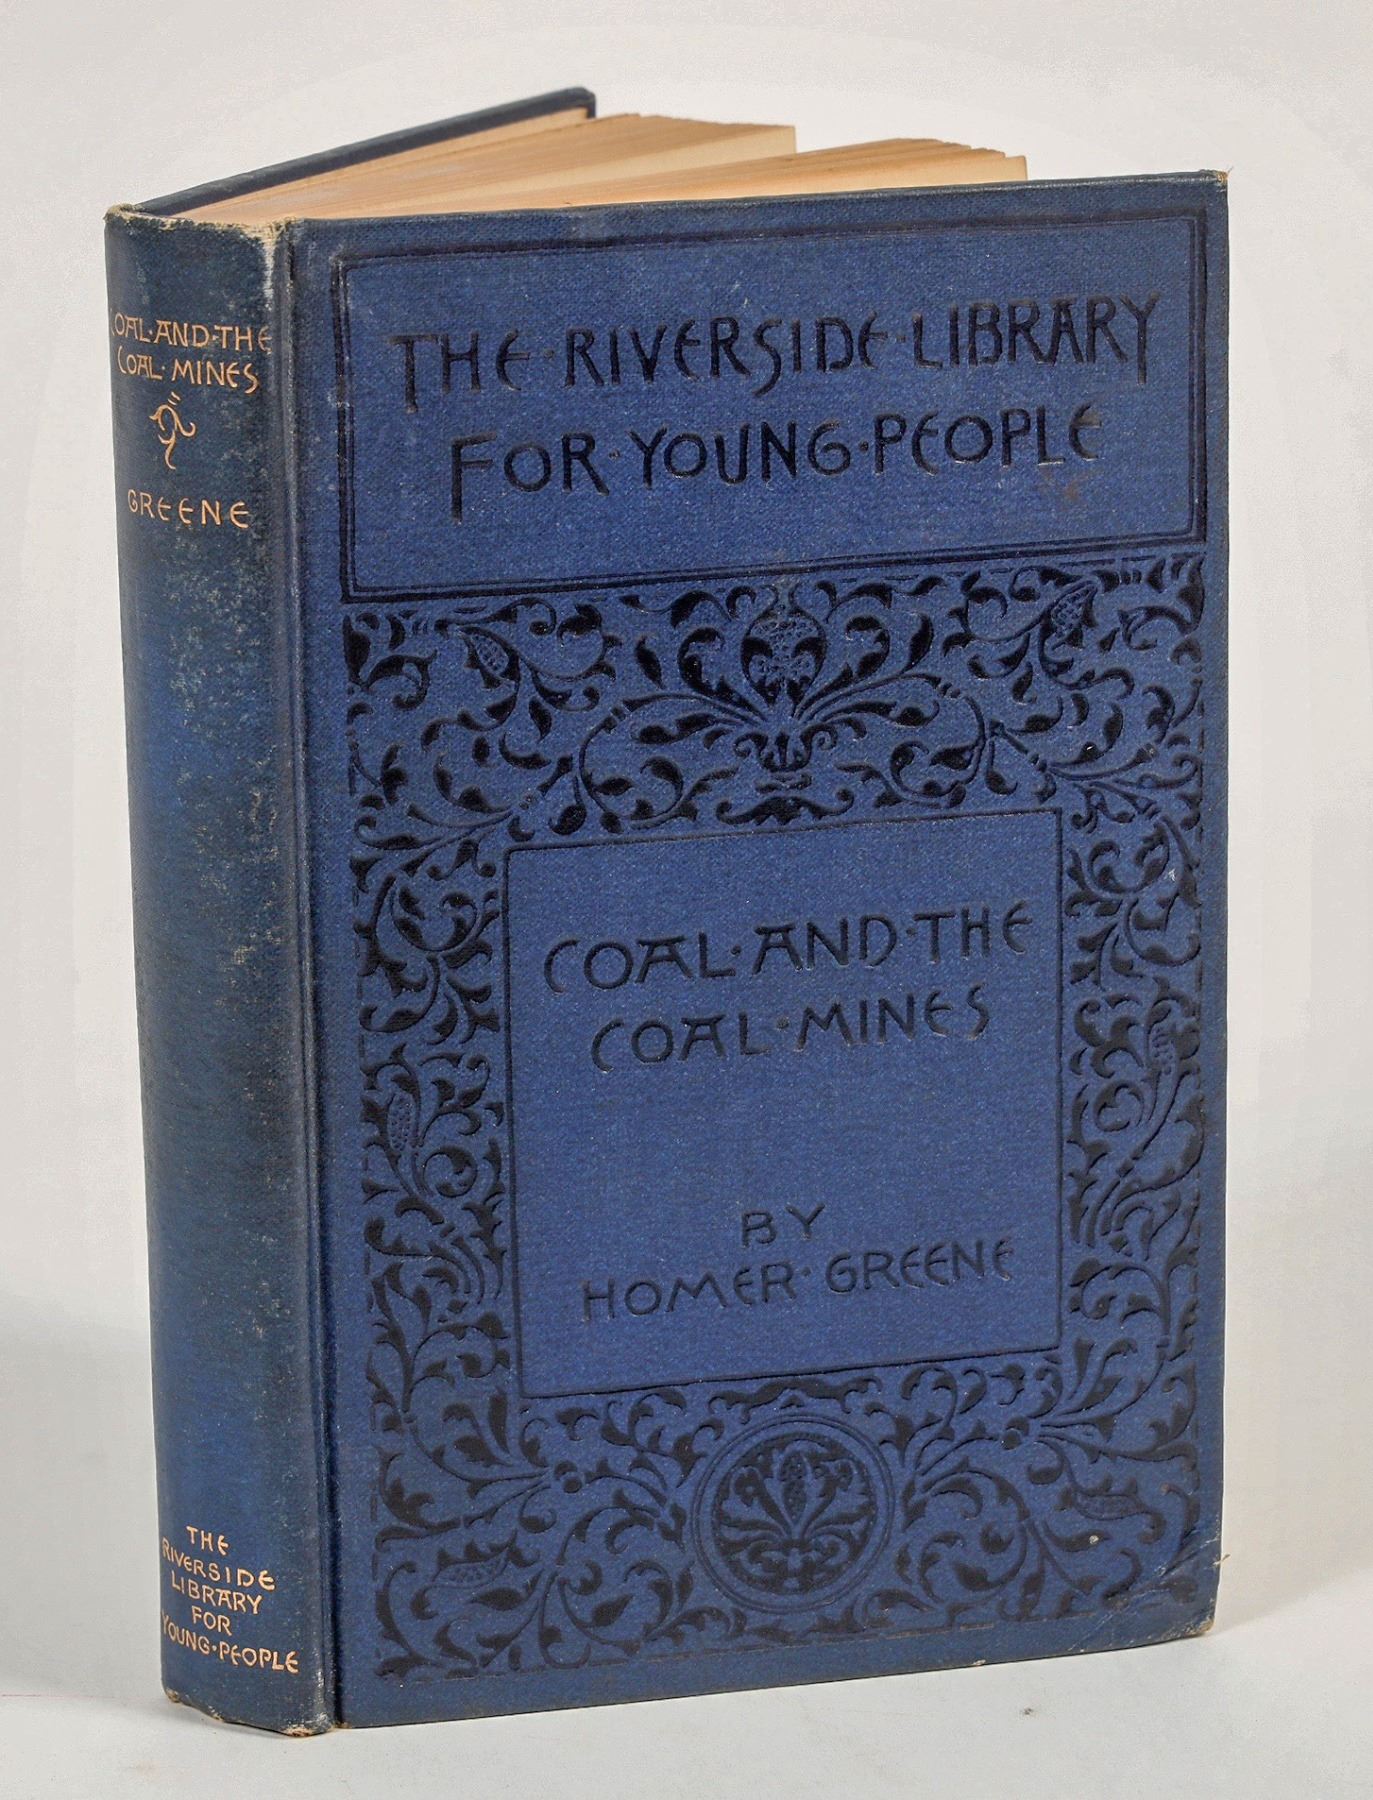 COAL·AND·THE
COAL·MINES
GREENE
THE
RIVERSIDE
LIBRARY
FOR
YOUNG·PEOPLE
THE·RIVERSIDE·LIBRARY
FOR·YOUNG·PEOPLE
COAL·AND·THE
COAL·MINES
BY
HOMER·GREENE